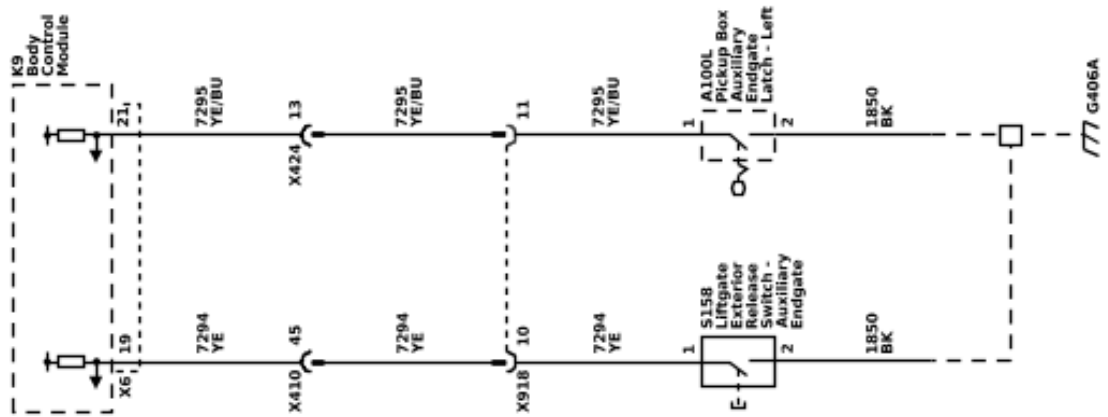 K9
Body
Control
Module
X6
19
21
7294
YE
7295
YE/BU
X410
45
X424
13
7294
YE
7295
YE/BU
X918
10
11
7294
YE
7295
YE/BU
1
1
S158
Liftgate
Exterior
Release
Switch -
Auxiliary
Endgate
A100L
Pickup Box
Auxiliary
Endgate
Latch - Left
2
2
1850
BK
1850
BK
G406A